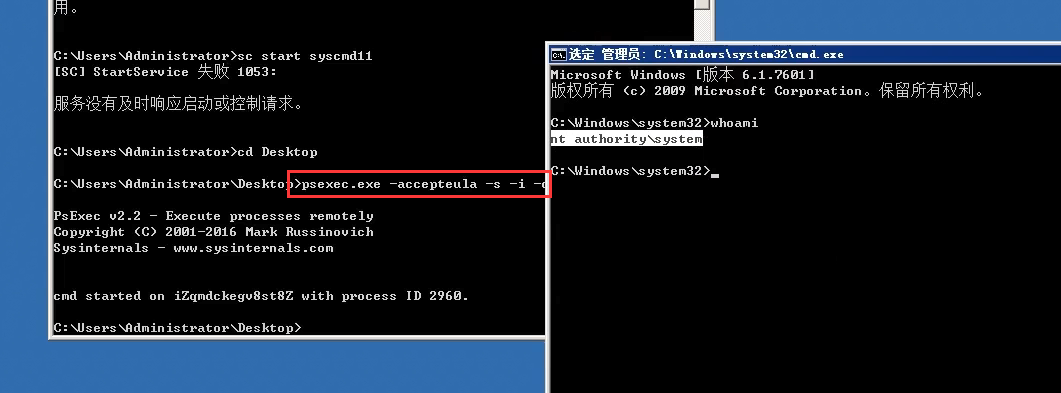 用。
C:\Users\Administrator>sc start syscmd11
[SC] StartService 失败 1053:
服务没有及时响应启动或控制请求。
C:\Users\Administrator>cd Desktop
C:\Users\Administrator\Desktop>psexec.exe -accepteula -s -i -d
PsExec v2.2 - Execute processes remotely
Copyright (C) 2001-2016 Mark Russinovich
Sysinternals - www.sysinternals.com
cmd started on iZqmdckegv8st8Z with process ID 2960.
C:\Users\Administrator\Desktop>
选定 管理员: C:\Windows\system32\cmd.exe
Microsoft Windows [版本 6.1.7601]
版权所有 (c) 2009 Microsoft Corporation。保留所有权利。
C:\Windows\system32>whoami
nt authority\system
C:\Windows\system32>